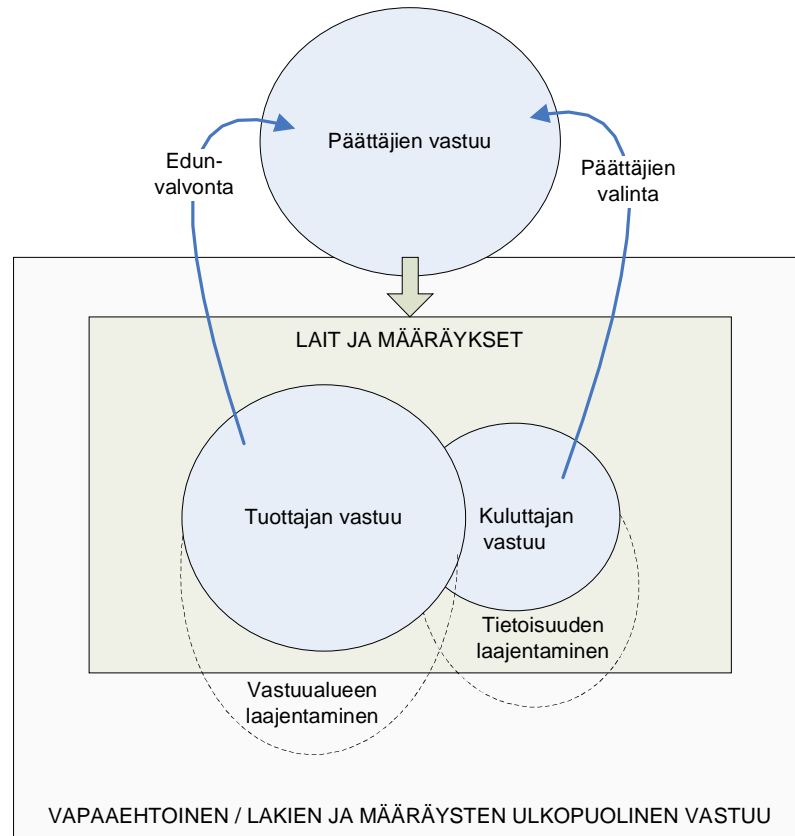 Päättäjien vastuu
Edun-
valvonta
Päättäjien
valinta
LAIT JA MÄÄRÄYKSET
Tuottajan vastuu
Kuluttajan
vastuu
Tietoisuuden
laajentaminen
Vastuualueen
laajentaminen
VAPAAEHTOINEN / LAKIEN JA MÄÄRÄYSTEN ULKOPUOLINEN VASTUU